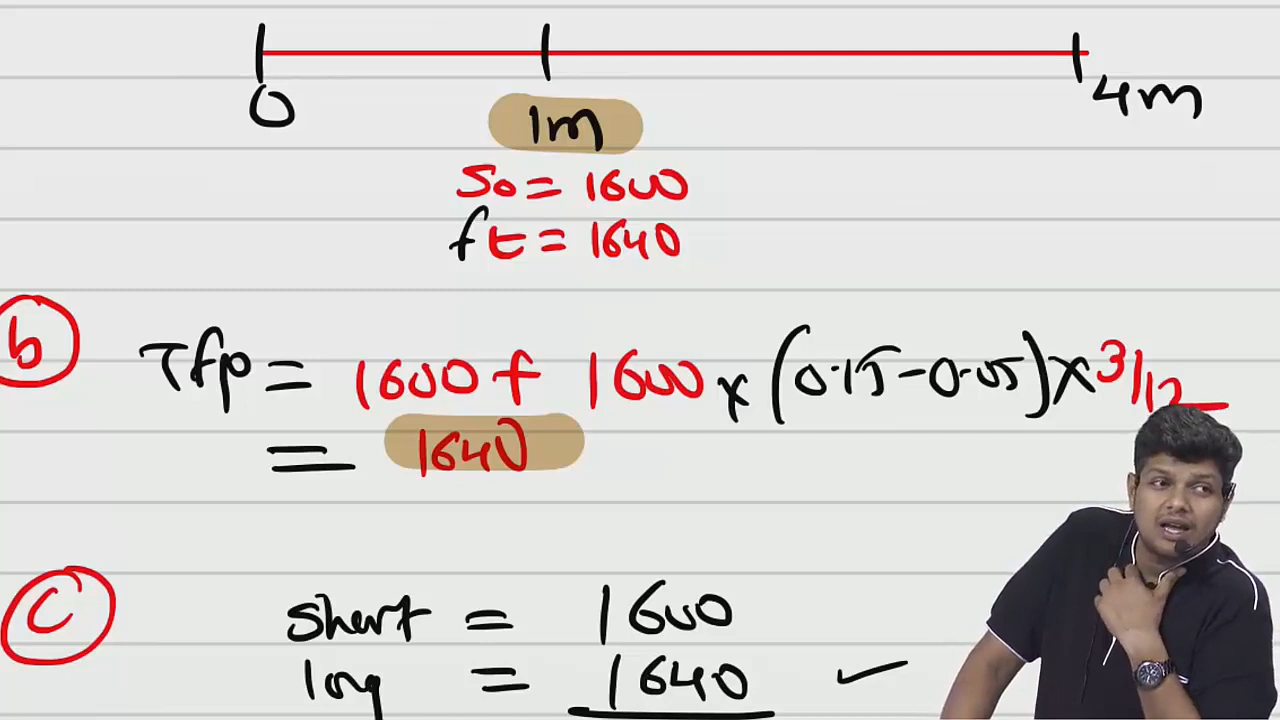 0 1m 4m
So = 1600
ft = 1640
b Tfp = 1600 + 1600 x (0.15-0.05) x 3/12
= 1640
c short = 1600
long = 1640 ✓